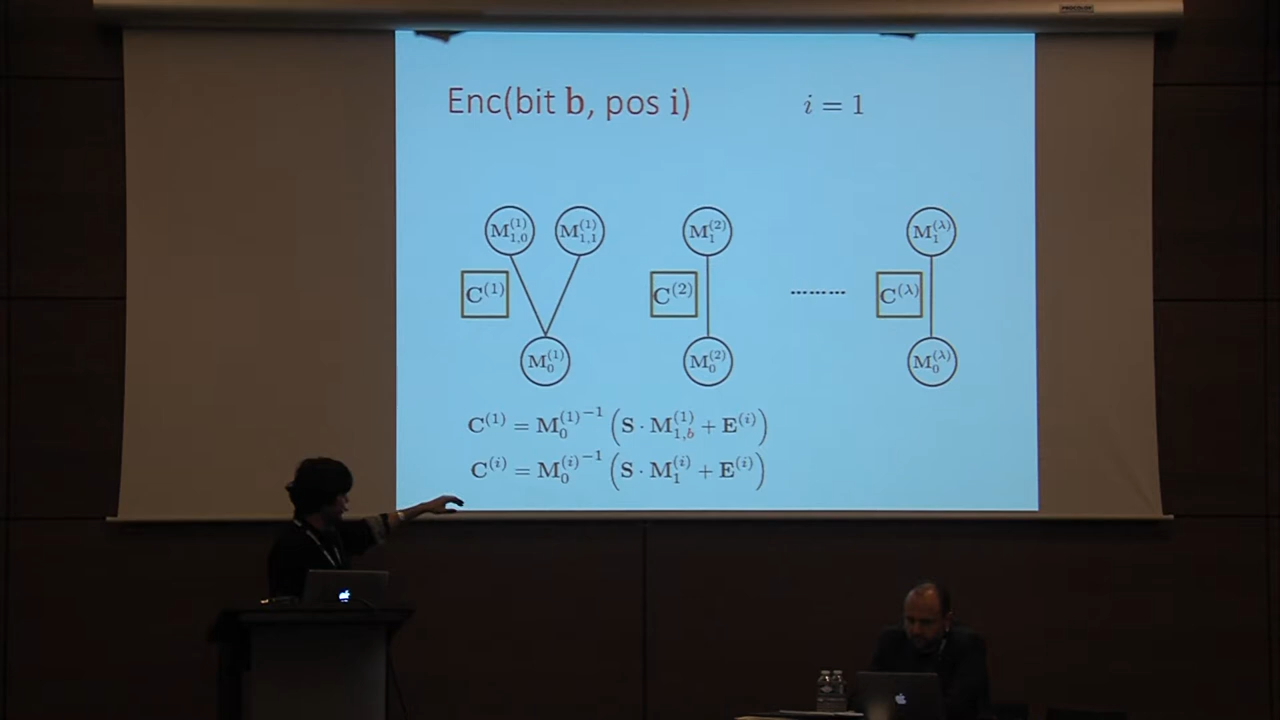 Enc(bit b, pos i) i = 1
M_{1,0}^{(1)} M_{1,1}^{(1)} M_1^{(2)} M_1^{(λ)}
C^{(1)} C^{(2)} ......... C^{(λ)}
M_0^{(1)} M_0^{(2)} M_0^{(λ)}
C^{(1)} = M_0^{(1)^{-1}} (S · M_{1,b}^{(1)} + E^{(i)})
C^{(i)} = M_0^{(i)^{-1}} (S · M_1^{(i)} + E^{(i)})